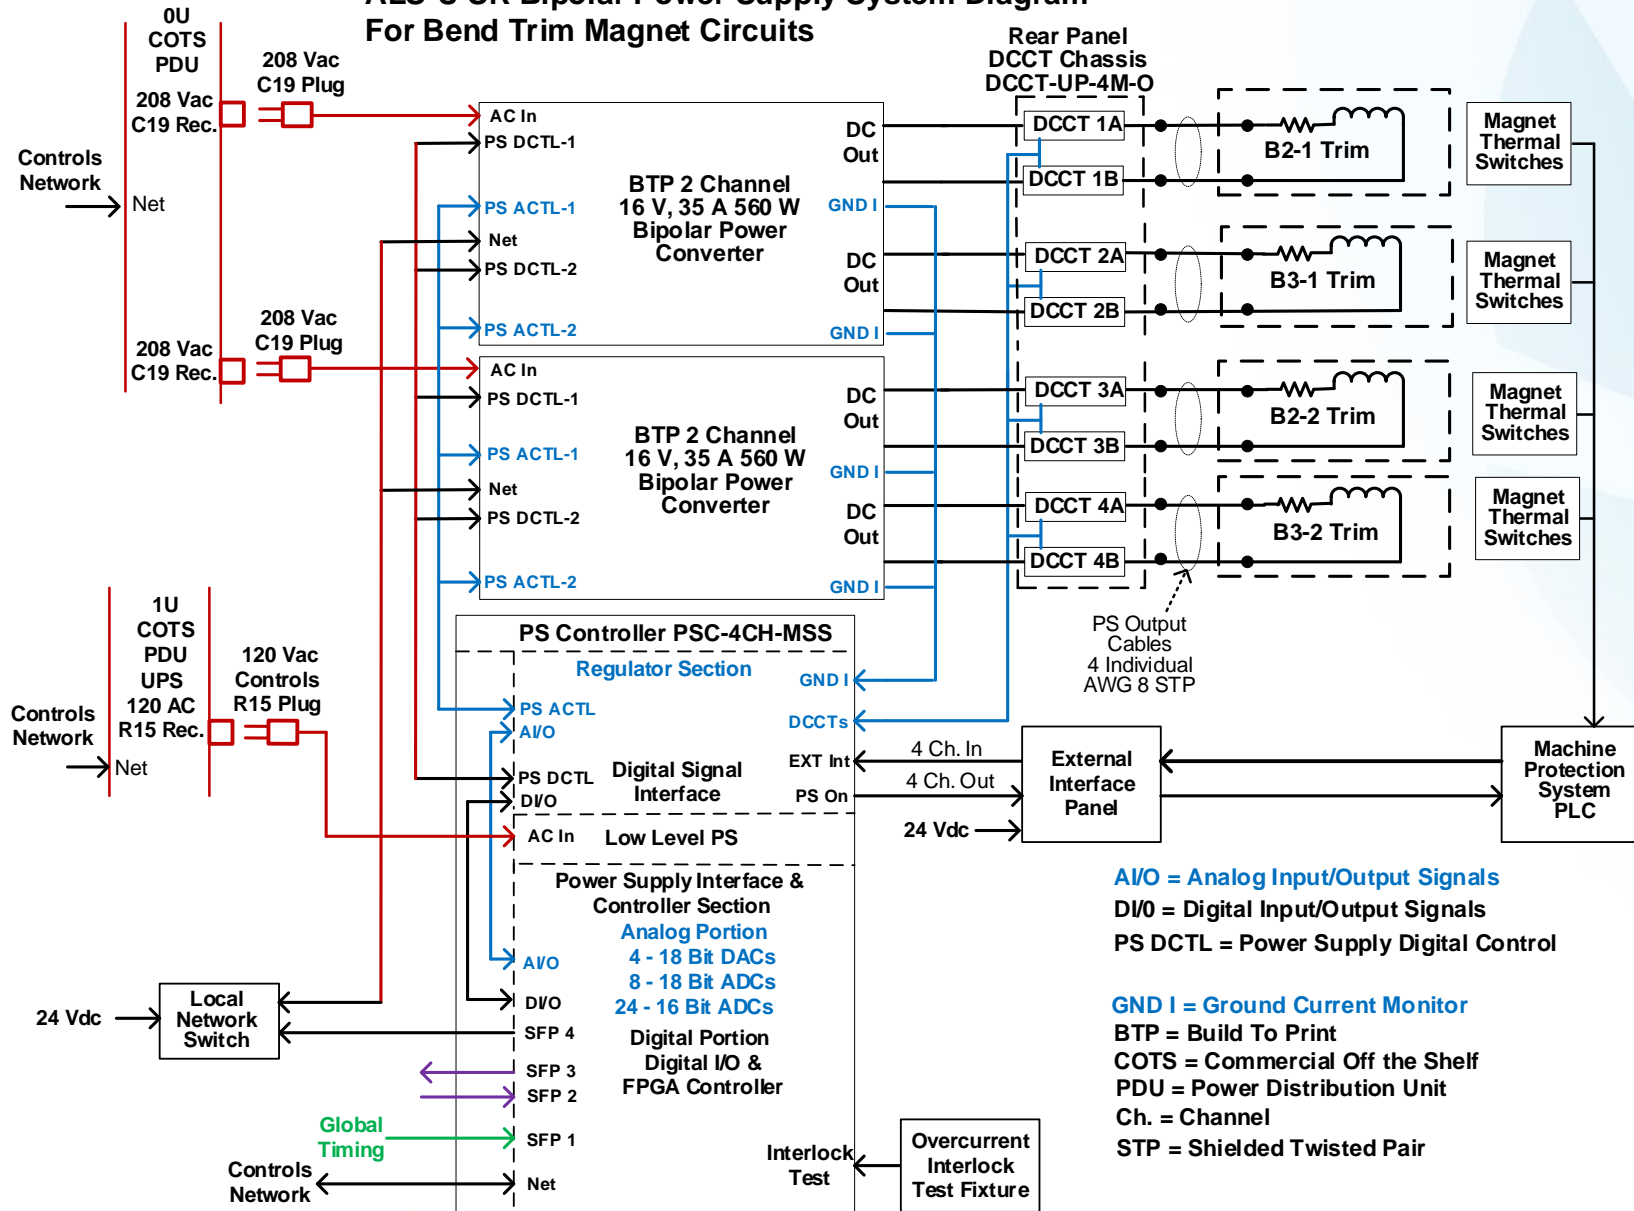 ALS-U SR Bipolar Power Supply System Diagram
For Bend Trim Magnet Circuits
0U
COTS
PDU
208 Vac
C19 Rec.
208 Vac
C19 Plug
Controls
Network
Net
208 Vac
C19 Rec.
208 Vac
C19 Plug
AC In
PS DCTL-1
PS ACTL-1
Net
PS DCTL-2
PS ACTL-2
BTP 2 Channel
16 V, 35 A 560 W
Bipolar Power
Converter
DC
Out
GND I
DC
Out
GND I
AC In
PS DCTL-1
PS ACTL-1
Net
PS DCTL-2
PS ACTL-2
BTP 2 Channel
16 V, 35 A 560 W
Bipolar Power
Converter
DC
Out
GND I
DC
Out
GND I
Rear Panel
DCCT Chassis
DCCT-UP-4M-O
DCCT 1A
DCCT 1B
DCCT 2A
DCCT 2B
DCCT 3A
DCCT 3B
DCCT 4A
DCCT 4B
B2-1 Trim
B3-1 Trim
B2-2 Trim
B3-2 Trim
Magnet
Thermal
Switches
Magnet
Thermal
Switches
Magnet
Thermal
Switches
Magnet
Thermal
Switches
PS Output
Cables
4 Individual
AWG 8 STP
1U
COTS
PDU
UPS
120 AC
R15 Rec.
120 Vac
Controls
R15 Plug
Controls
Network
Net
PS Controller PSC-4CH-MSS
Regulator Section
GND I
PS ACTL
AI/O
DCCTs
EXT Int
PS DCTL
DI/O
Digital Signal
Interface
PS On
4 Ch. In
4 Ch. Out
24 Vdc
External
Interface
Panel
Machine
Protection
System
PLC
AC In
Low Level PS
Power Supply Interface &
Controller Section
Analog Portion
4 - 18 Bit DACs
8 - 18 Bit ADCs
24 - 16 Bit ADCs
AI/O
DI/O
SFP 4
SFP 3
SFP 2
SFP 1
Net
Digital Portion
Digital I/O &
FPGA Controller
24 Vdc
Local
Network
Switch
Global
Timing
Controls
Network
Interlock
Test
Overcurrent
Interlock
Test Fixture
AI/O = Analog Input/Output Signals
DI/0 = Digital Input/Output Signals
PS DCTL = Power Supply Digital Control
GND I = Ground Current Monitor
BTP = Build To Print
COTS = Commercial Off the Shelf
PDU = Power Distribution Unit
Ch. = Channel
STP = Shielded Twisted Pair